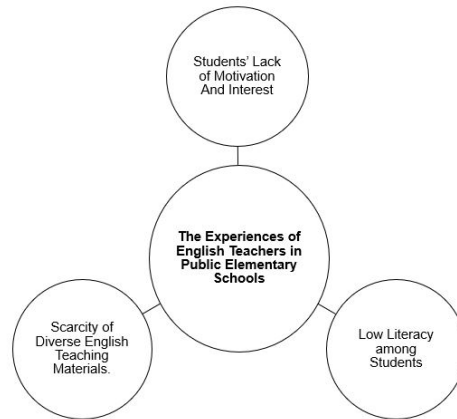 Students' Lack
of Motivation
And Interest
The Experiences of
English Teachers in
Public Elementary
Schools
Scarcity of
Diverse English
Teaching
Materials.
Low Literacy
among
Students